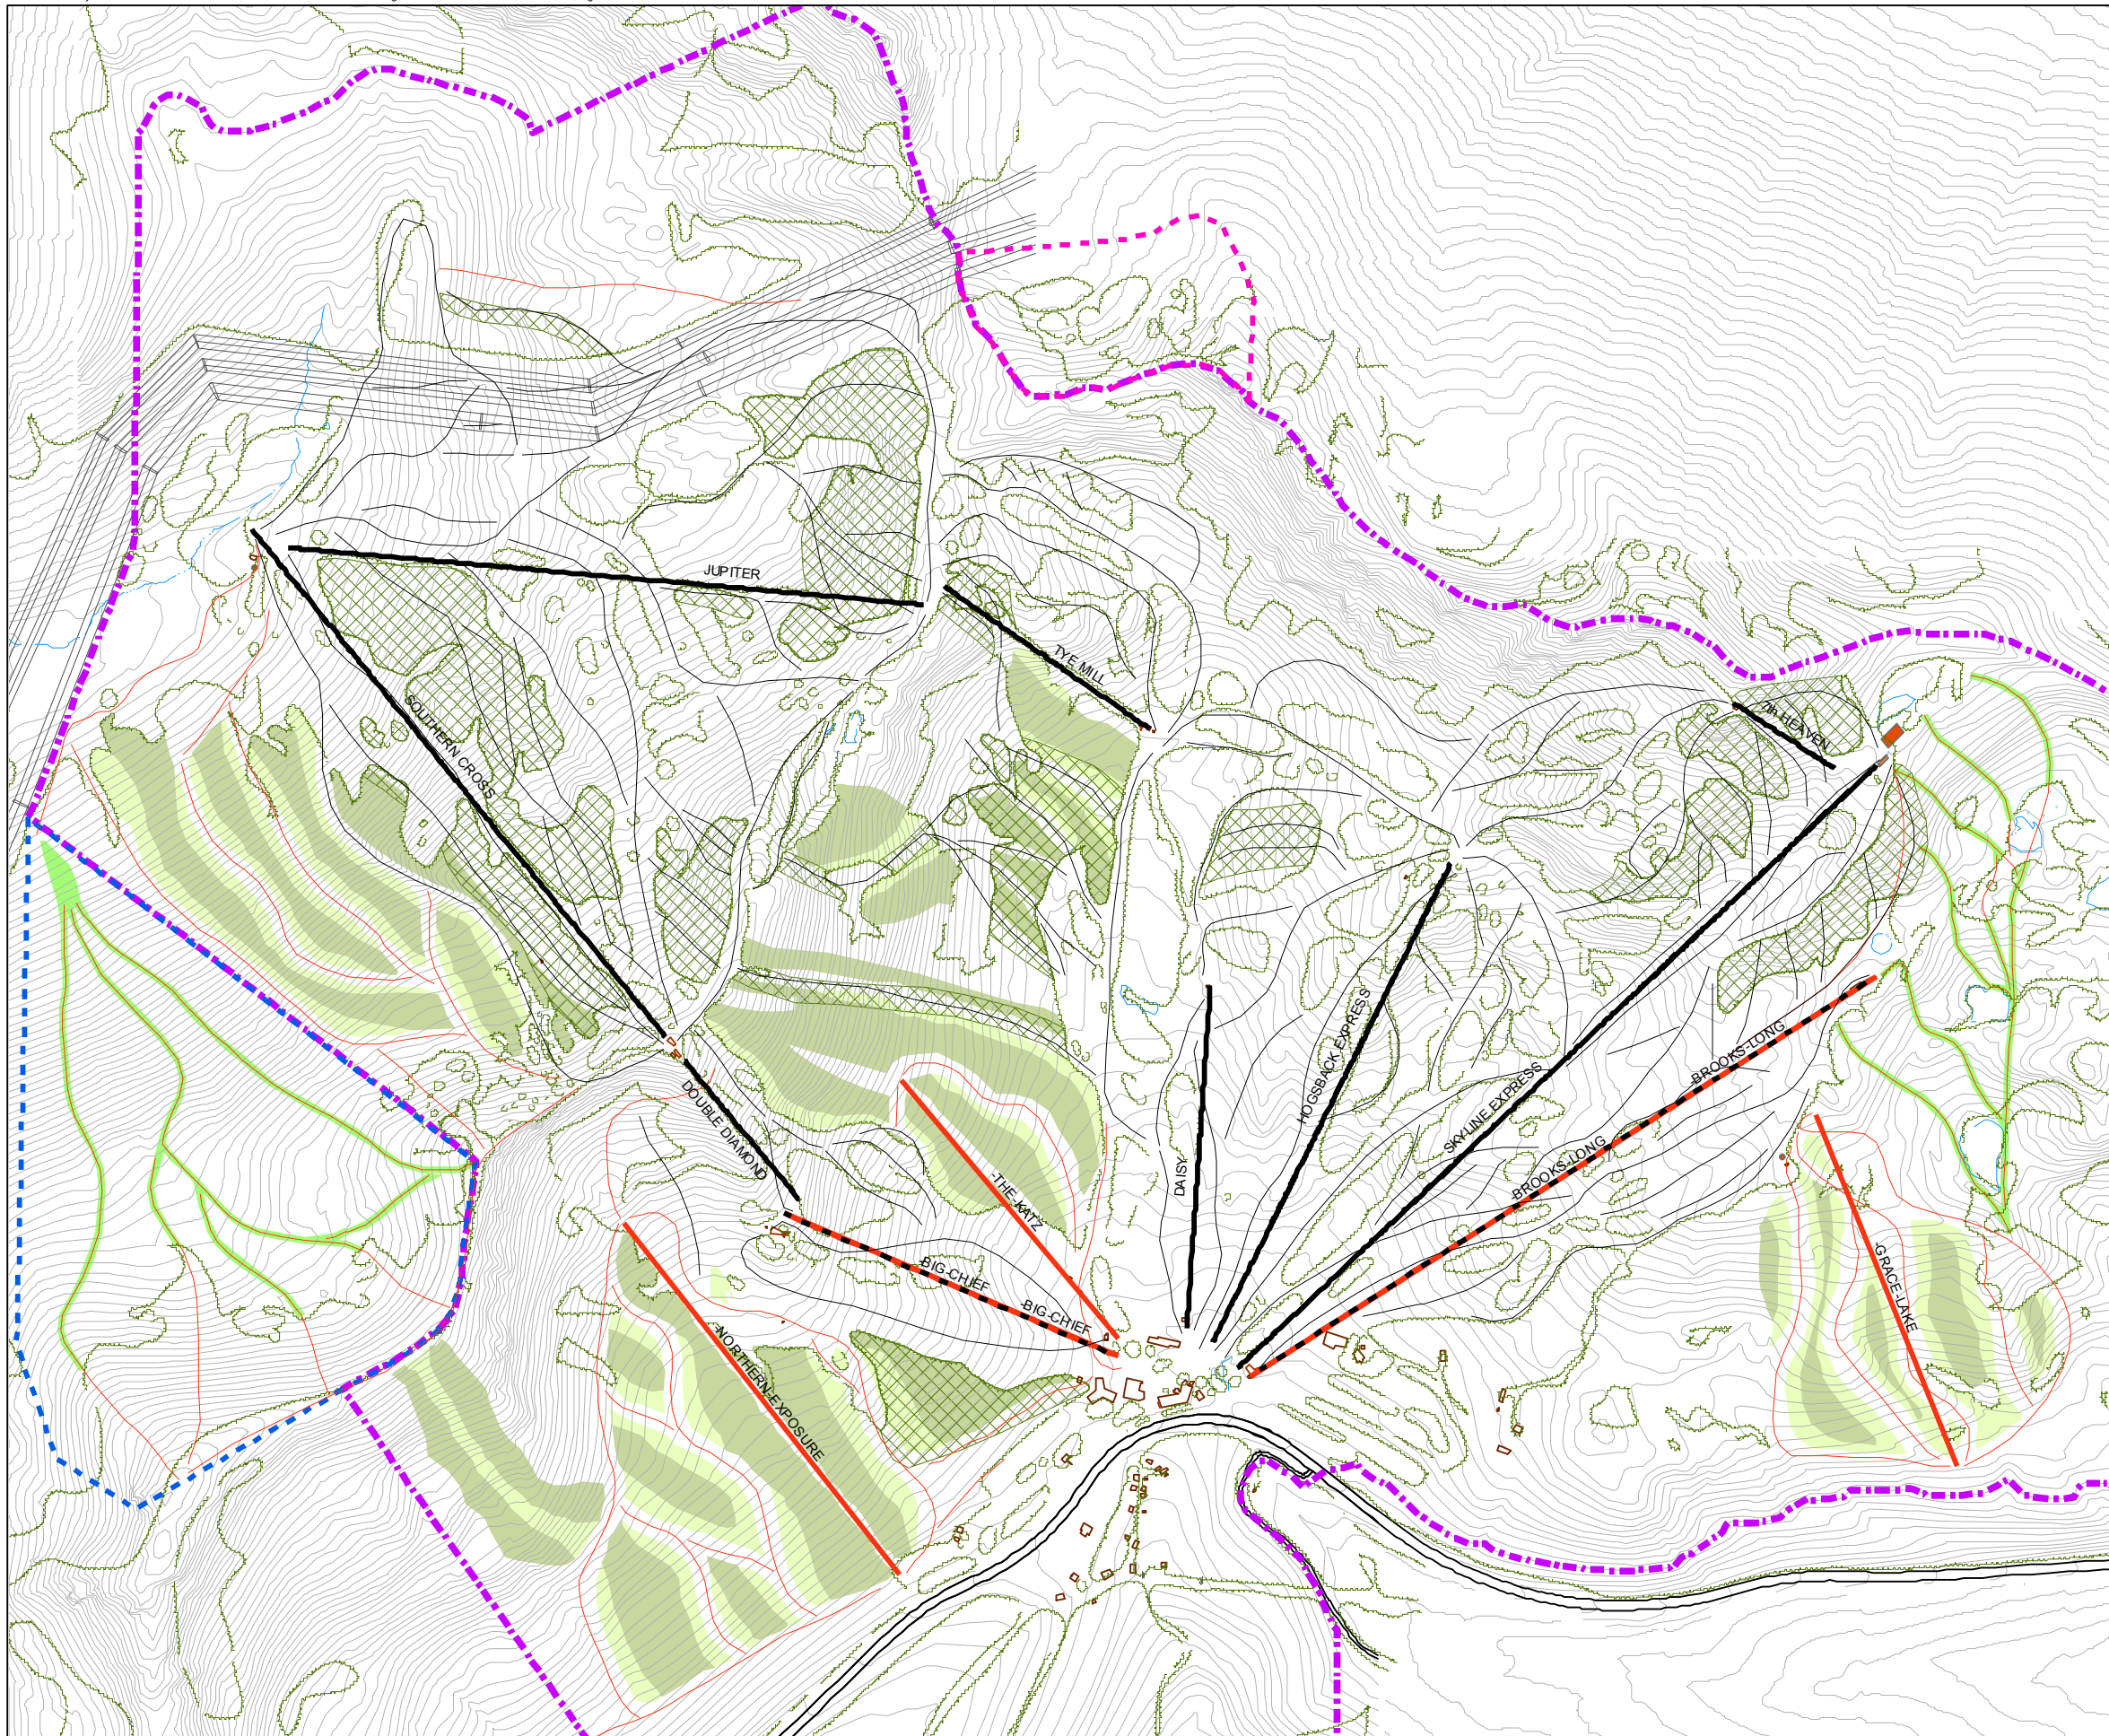 JUPITER
TYE MILL
SOUTHERN CROSS
7th HEAVEN
HOGSBACK EXPRESS
SKYLINE EXPRESS
BROOKS-LONG
BROOKS-LONG
DOUBLE DIAMOND
DAISY
-THE-KATZ
-BIG-CHIEF
-BIG-CHIEF
-GRACE-LAKE
-NORTHERN-EXPOSURE